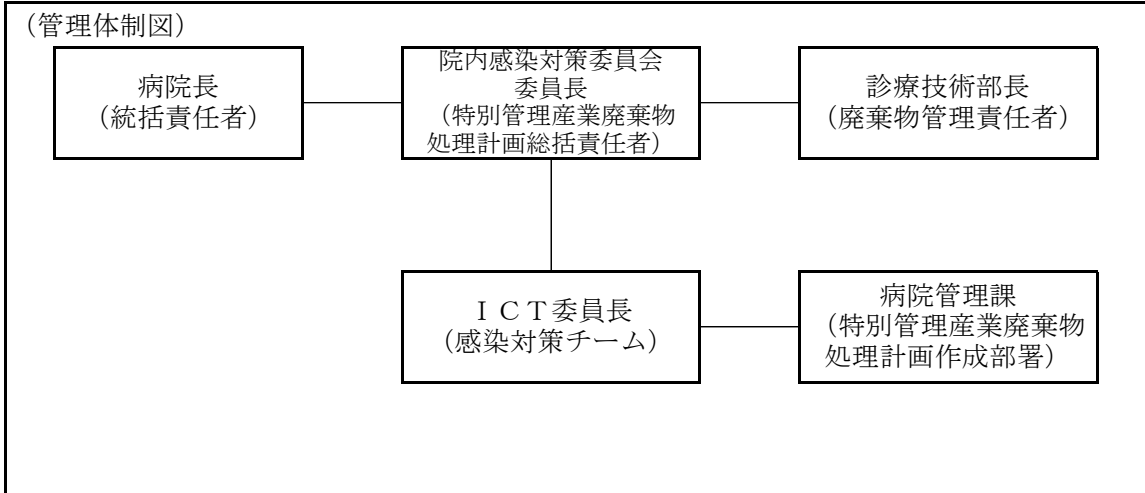 (管理体制図)
病院長
(統括責任者)
院内感染対策委員会
委員長
(特別管理産業廃棄物
処理計画総括責任者)
診療技術部長
(廃棄物管理責任者)
ＩＣＴ委員長
(感染対策チーム)
病院管理課
(特別管理産業廃棄物
処理計画作成部署)